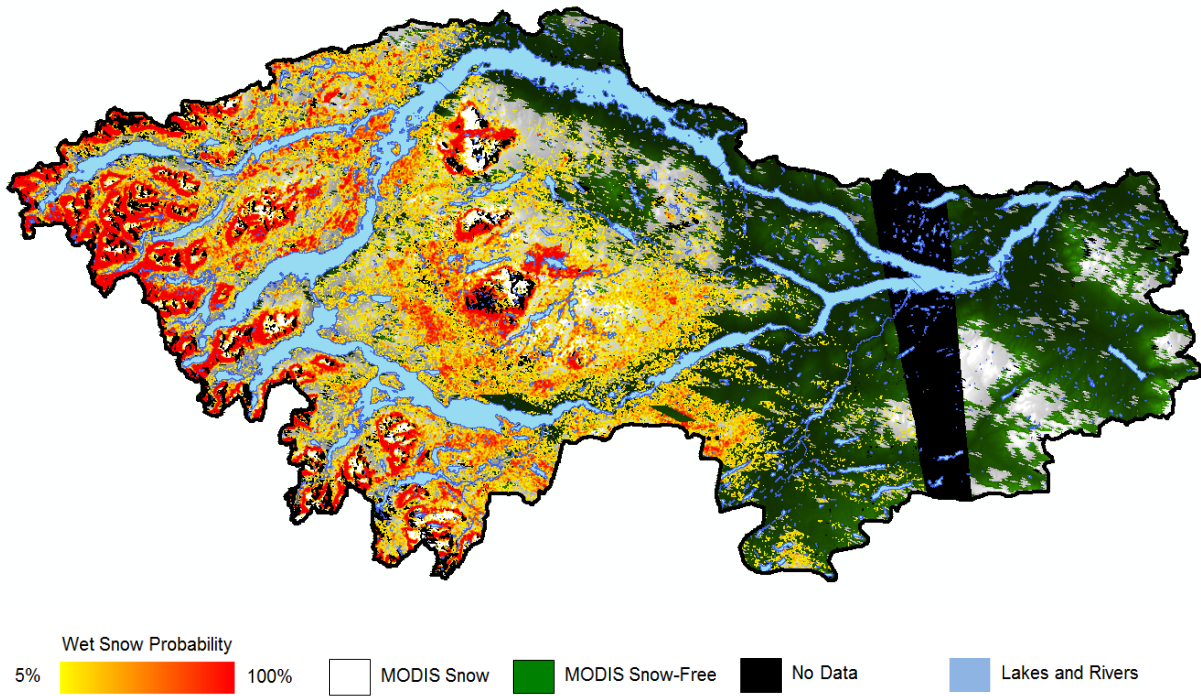 Wet Snow Probability
5% 100% MODIS Snow MODIS Snow-Free No Data Lakes and Rivers